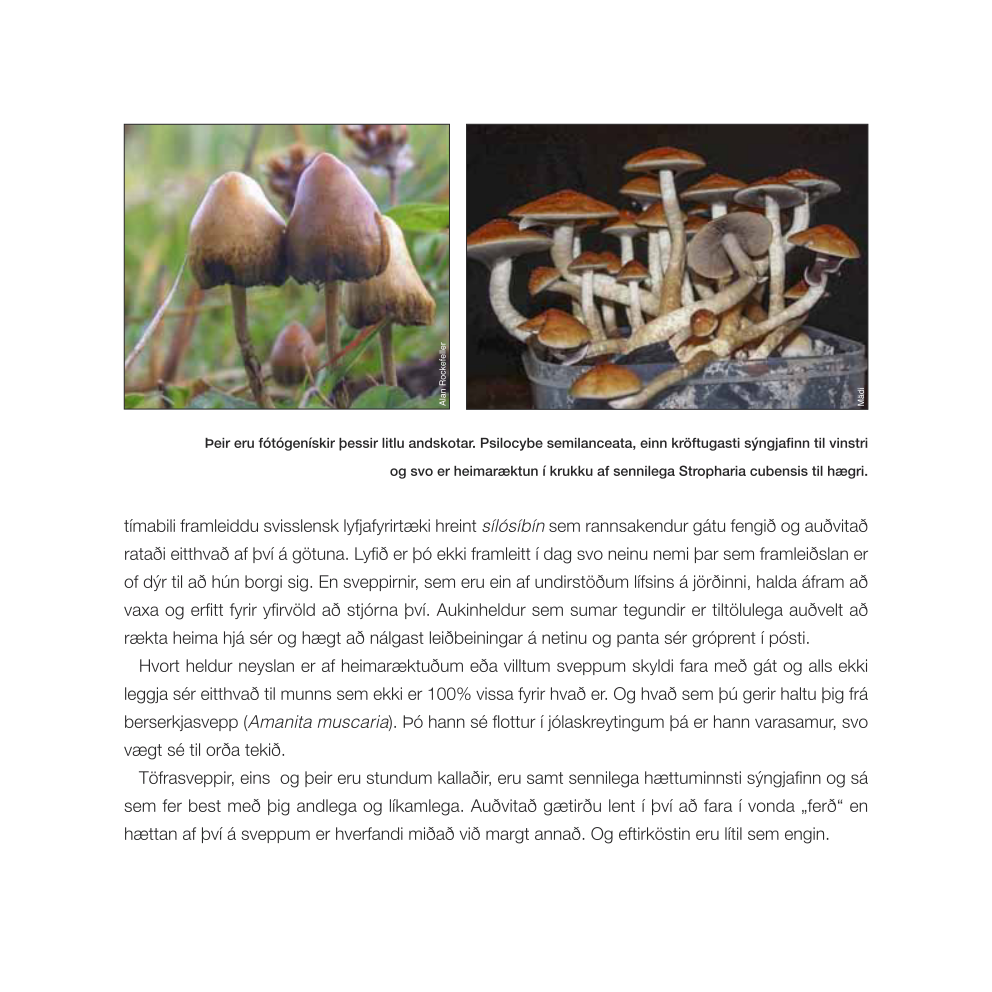 Alan Rockefeller
Mädi
Þeir eru fótógenískir þessir litlu andskotar. Psilocybe semilanceata, einn kröftugasti sýngjafinn til vinstri
og svo er heimaræktun í krukku af sennilega Stropharia cubensis til hægri.
tímabili framleiddu svisslensk lyfjafyrirtæki hreint sílósíbín sem rannsakendur gátu fengið og auðvitað
rataði eitthvað af því á götuna. Lyfið er þó ekki framleitt í dag svo neinu nemi þar sem framleiðslan er
of dýr til að hún borgi sig. En sveppirnir, sem eru ein af undirstöðum lífsins á jörðinni, halda áfram að
vaxa og erfitt fyrir yfirvöld að stjórna því. Aukinheldur sem sumar tegundir er tiltölulega auðvelt að
rækta heima hjá sér og hægt að nálgast leiðbeiningar á netinu og panta sér gróprent í pósti.
Hvort heldur neyslan er af heimaræktuðum eða villtum sveppum skyldi fara með gát og alls ekki
leggja sér eitthvað til munns sem ekki er 100% vissa fyrir hvað er. Og hvað sem þú gerir haltu þig frá
berserkjasvepp (Amanita muscaria). Þó hann sé flottur í jólaskreytingum þá er hann varasamur, svo
vægt sé til orða tekið.
Töfrasveppir, eins  og þeir eru stundum kallaðir, eru samt sennilega hættuminnsti sýngjafinn og sá
sem fer best með þig andlega og líkamlega. Auðvitað gætirðu lent í því að fara í vonda „ferð“ en
hættan af því á sveppum er hverfandi miðað við margt annað. Og eftirköstin eru lítil sem engin.